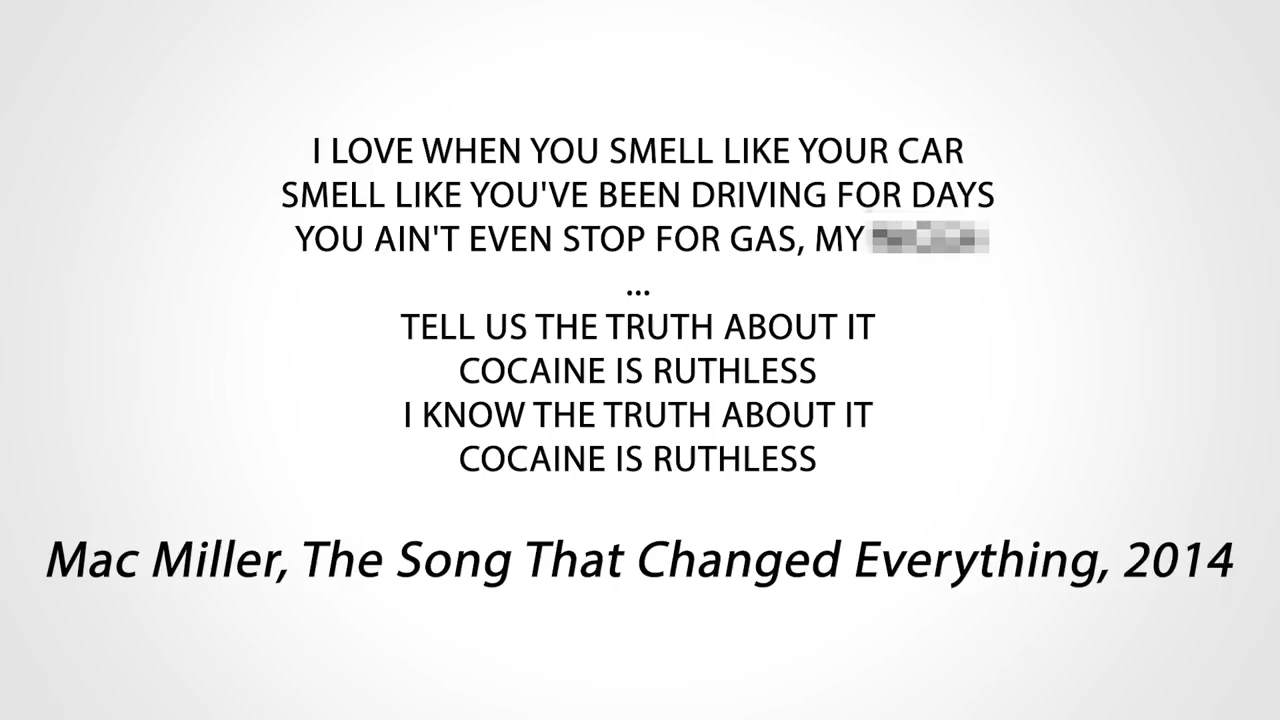 I LOVE WHEN YOU SMELL LIKE YOUR CAR
SMELL LIKE YOU'VE BEEN DRIVING FOR DAYS
YOU AIN'T EVEN STOP FOR GAS, MY
...
TELL US THE TRUTH ABOUT IT
COCAINE IS RUTHLESS
I KNOW THE TRUTH ABOUT IT
COCAINE IS RUTHLESS
Mac Miller, The Song That Changed Everything, 2014